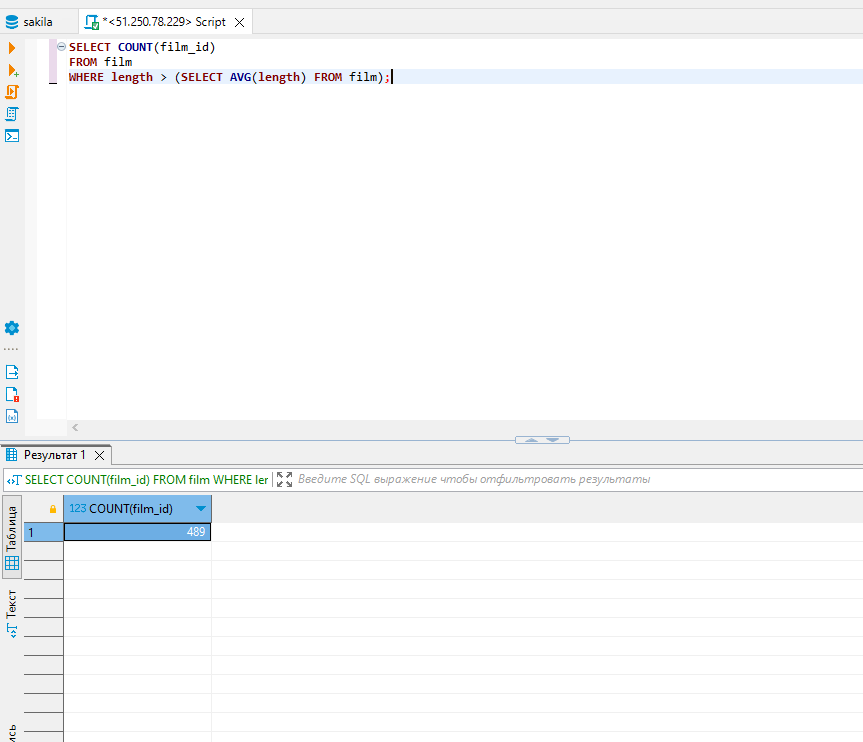 sakila
*<51.250.78.229> Script
SELECT COUNT(film_id)
FROM film
WHERE length > (SELECT AVG(length) FROM film);
Результат 1
SELECT COUNT(film_id) FROM film WHERE ler
Введите SQL выражение чтобы отфильтровать результаты
Таблица
123 COUNT(film_id)
1
489
Текст